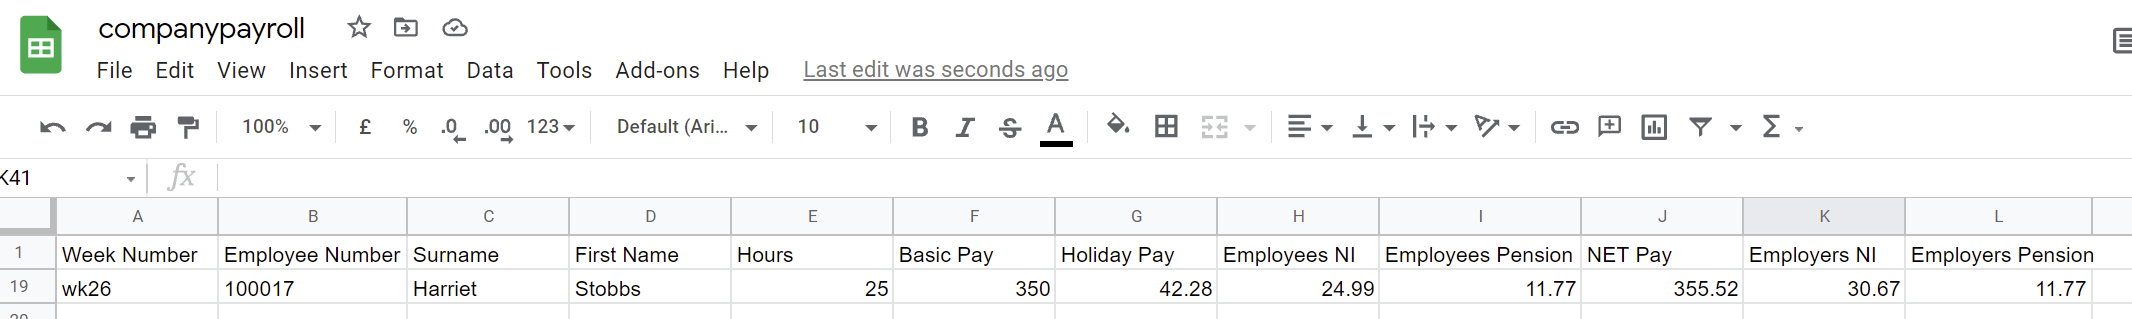 companypayroll
File Edit View Insert Format Data Tools Add-ons Help Last edit was seconds ago
100% £ % .0 .00 123 Default (Ari... 10 B I S A Σ
K41 fx
A B C D E F G H I J K L
1 Week Number Employee Number Surname First Name Hours Basic Pay Holiday Pay Employees NI Employees Pension NET Pay Employers NI Employers Pension
19 wk26 100017 Harriet Stobbs 25 350 42.28 24.99 11.77 355.52 30.67 11.77